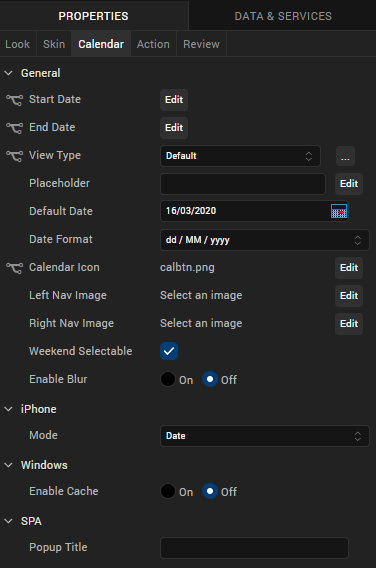 PROPERTIES DATA & SERVICES
Look Skin Calendar Action Review
General
Start Date Edit
End Date Edit
View Type Default ...
Placeholder Edit
Default Date 16/03/2020
Date Format dd / MM / yyyy
Calendar Icon calbtn.png Edit
Left Nav Image Select an image Edit
Right Nav Image Select an image Edit
Weekend Selectable
Enable Blur On Off
iPhone
Mode Date
Windows
Enable Cache On Off
SPA
Popup Title